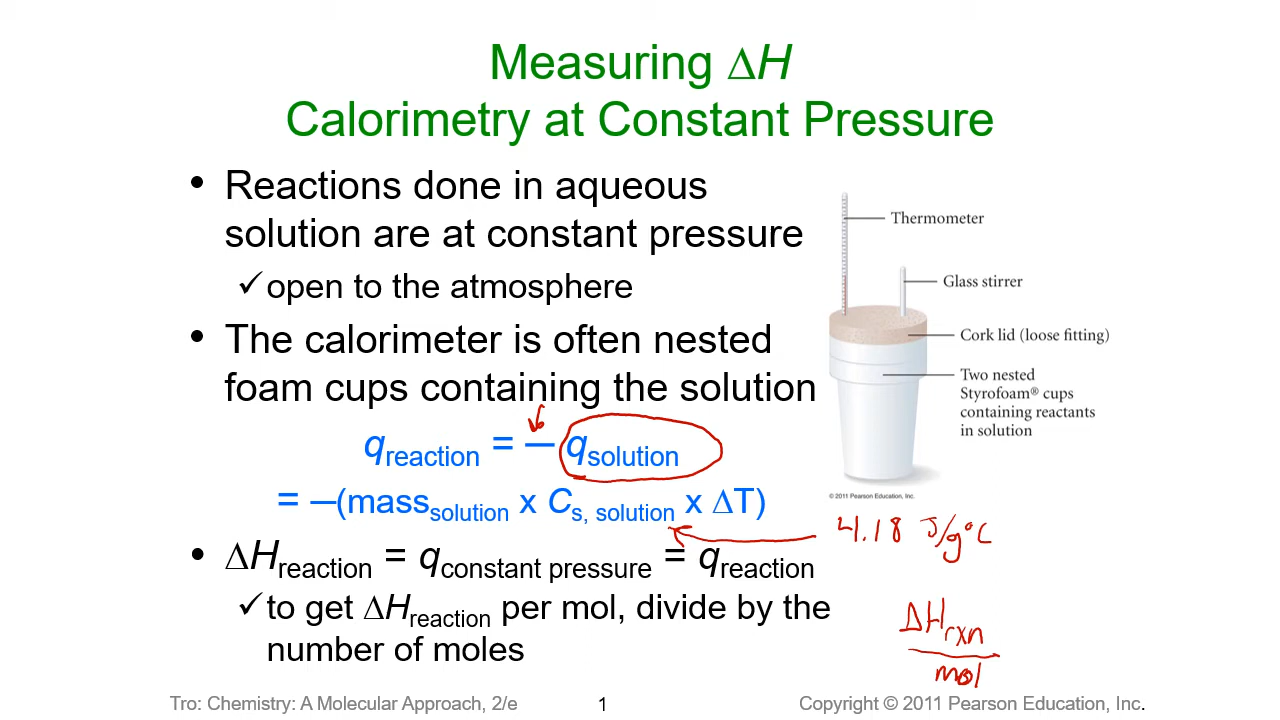 Measuring ΔH
Calorimetry at Constant Pressure
• Reactions done in aqueous
solution are at constant pressure
✓open to the atmosphere
• The calorimeter is often nested
foam cups containing the solution
qreaction = ─ qsolution
= ─(masssolution x Cs, solution x ΔT)
• ΔHreaction = qconstant pressure = qreaction
✓to get ΔHreaction per mol, divide by the
number of moles
Thermometer
Glass stirrer
Cork lid (loose fitting)
Two nested
Styrofoam® cups
containing reactants
in solution
© 2011 Pearson Education, Inc.
4.18 J/g°C
ΔHrxn
mol
Tro: Chemistry: A Molecular Approach, 2/e
1
Copyright © 2011 Pearson Education, Inc.